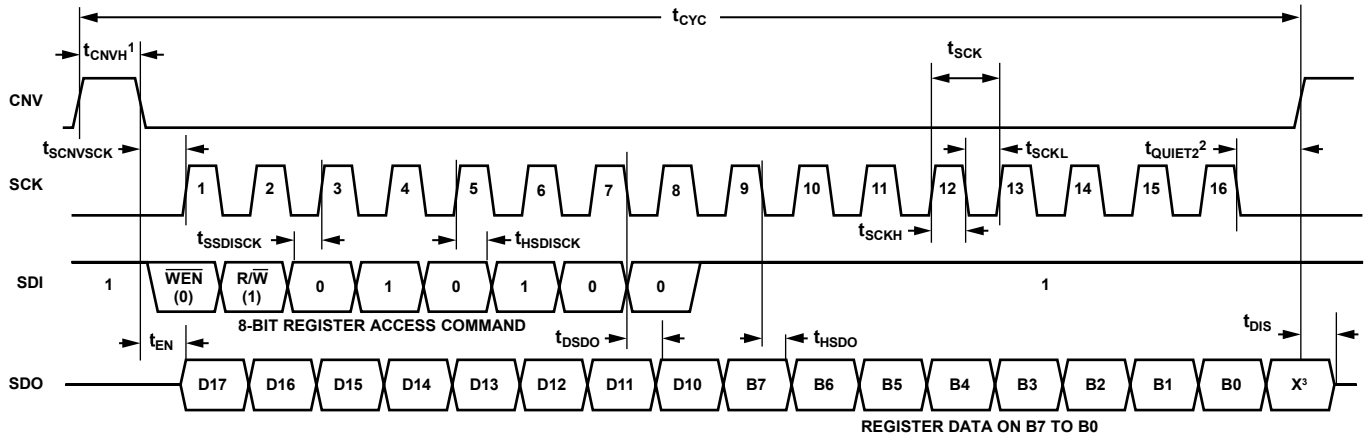 tCYC
tCNVH¹ tSCK
CNV
tSCNVSCK tSCKL tQUIET2²
SCK 1 2 3 4 5 6 7 8 9 10 11 12 13 14 15 16
tSSDISCK tHSDISCK tSCKH
SDI 1 W̅E̅N̅ (0) R/W̅ (1) 0 1 0 1 0 0 1
8-BIT REGISTER ACCESS COMMAND
tEN tDSDO tHSDO tDIS
SDO D17 D16 D15 D14 D13 D12 D11 D10 B7 B6 B5 B4 B3 B2 B1 B0 X³
REGISTER DATA ON B7 TO B0